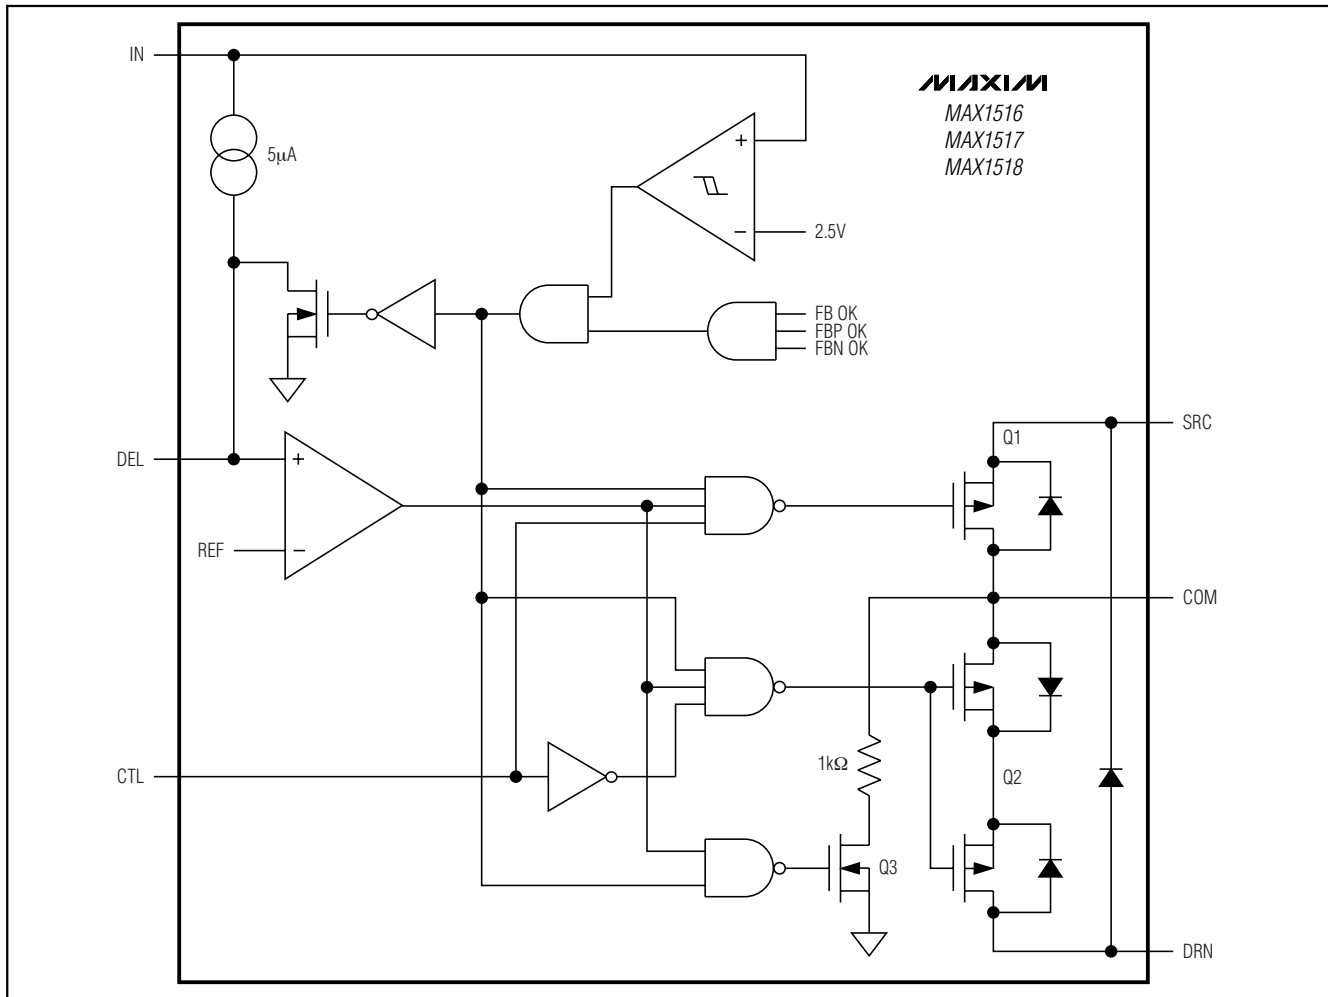 IN
MAXIM
MAX1516
MAX1517
MAX1518
+
5µA
−
2.5V
FB OK
FBP OK
FBN OK
SRC
Q1
DEL
+
REF
−
COM
1kΩ
CTL
Q2
Q3
DRN